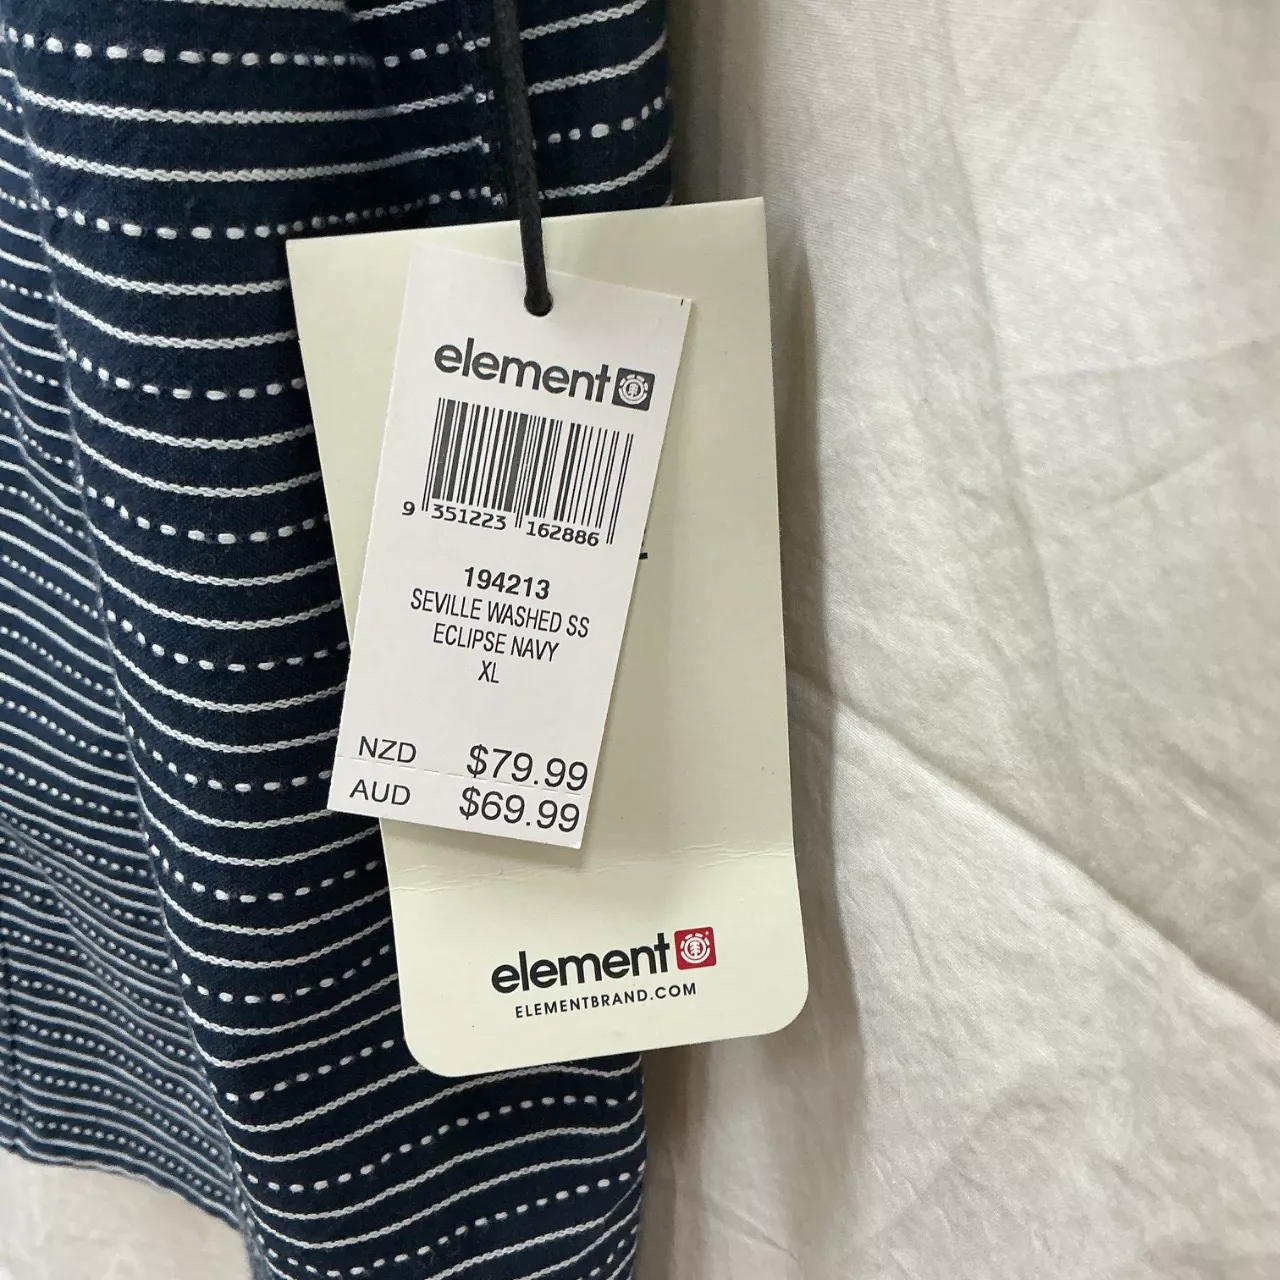 element
9 351223 162886
194213
SEVILLE WASHED SS
ECLIPSE NAVY
XL
NZD $79.99
AUD $69.99
element
ELEMENTBRAND.COM